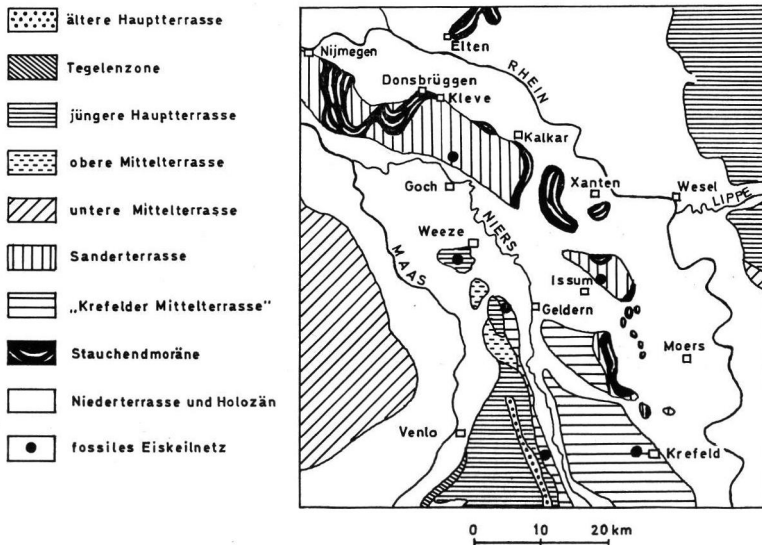 ältere Hauptterrasse
Tegelenzone
jüngere Hauptterrasse
obere Mittelterrasse
untere Mittelterrasse
Sanderterrasse
„Krefelder Mittelterrasse"
Stauchendmoräne
Niederterrasse und Holozän
fossiles Eiskeilnetz
Nijmegen
Elten
RHEIN
Donsbrüggen
Kleve
Kalkar
Goch
Xanten
Wesel
LIPPE
NIERS
Weeze
MAAS
Issum
Geldern
Moers
Venlo
Krefeld
0 10 20 km